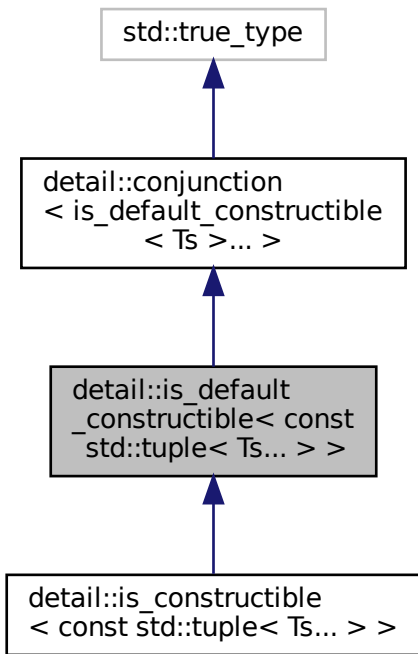 std::true_type
detail::conjunction
< is_default_constructible
< Ts >... >
detail::is_default
_constructible< const
std::tuple< Ts... > >
detail::is_constructible
< const std::tuple< Ts... > >